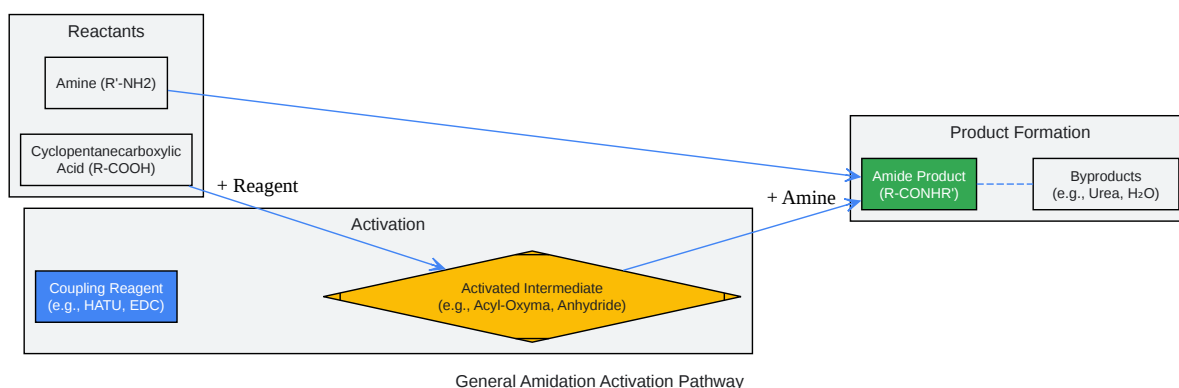 Reactants
Amine (R'-NH2)
Cyclopentanecarboxylic
Acid (R-COOH)
+ Reagent
Activation
Coupling Reagent
(e.g., HATU, EDC)
Activated Intermediate
(e.g., Acyl-Oxyma, Anhydride)
+ Amine
Product Formation
Amide Product
(R-CONHR')
Byproducts
(e.g., Urea, H₂O)
General Amidation Activation Pathway